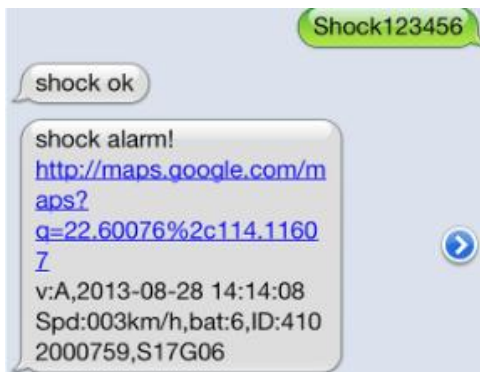 Shock123456
shock ok
shock alarm!
http://maps.google.com/m
aps?
q=22.60076%2c114.1160
7
v:A,2013-08-28 14:14:08
Spd:003km/h,bat:6,ID:410
2000759,S17G06